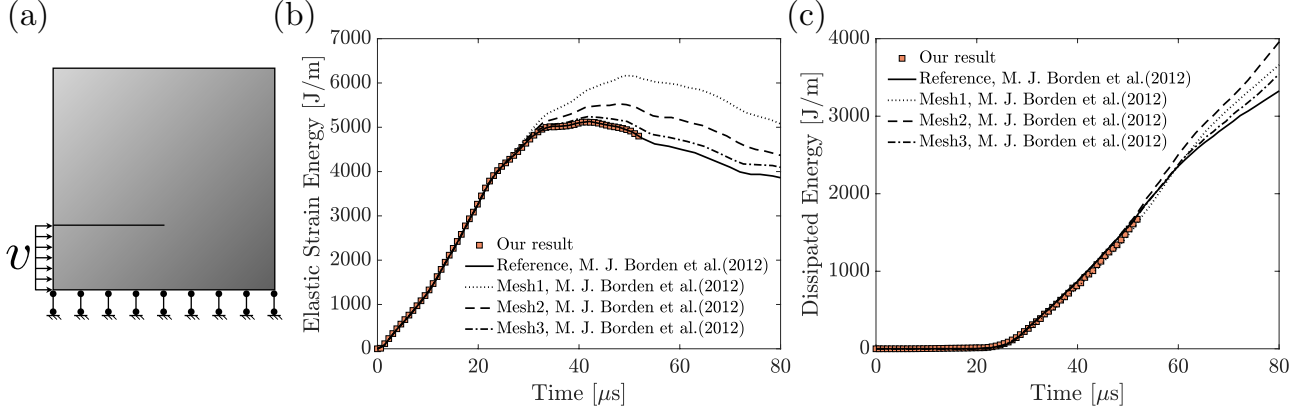 (a)
v
(b)
Elastic Strain Energy [J/m]
7000
6000
5000
4000
3000
2000
1000
0
Our result
Reference, M. J. Borden et al.(2012)
Mesh1, M. J. Borden et al.(2012)
Mesh2, M. J. Borden et al.(2012)
Mesh3, M. J. Borden et al.(2012)
0 20 40 60 80
Time [μs]
(c)
Dissipated Energy [J/m]
4000
3000
2000
1000
0
Our result
Reference, M. J. Borden et al.(2012)
Mesh1, M. J. Borden et al.(2012)
Mesh2, M. J. Borden et al.(2012)
Mesh3, M. J. Borden et al.(2012)
0 20 40 60 80
Time [μs]